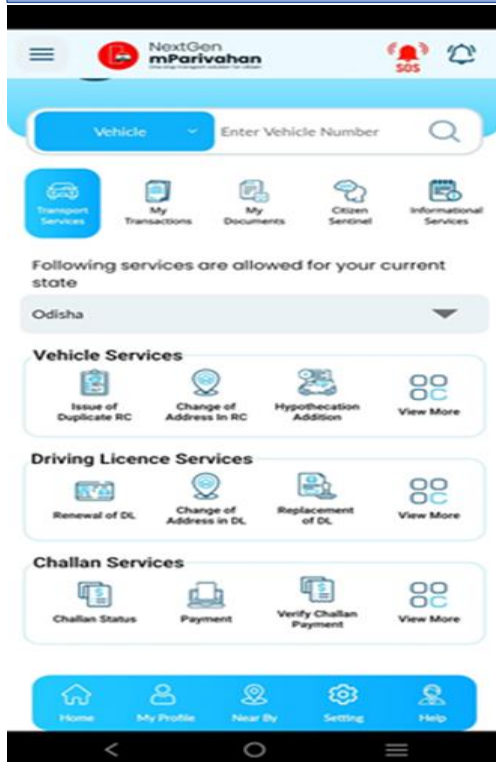 NextGen
mParivahan
SOS
Vehicle
Enter Vehicle Number
Transport
Services
My
Transactions
My
Documents
Citizen
Sentinel
Informational
Services
Following services are allowed for your current
state
Odisha
Vehicle Services
Issue of
Duplicate RC
Change of
Address In RC
Hypothecation
Addition
View More
Driving Licence Services
Renewal of DL
Change of
Address in DL
Replacement
of DL
View More
Challan Services
Challan Status
Payment
Verify Challan
Payment
View More
Home
My Profile
Near By
Setting
Help